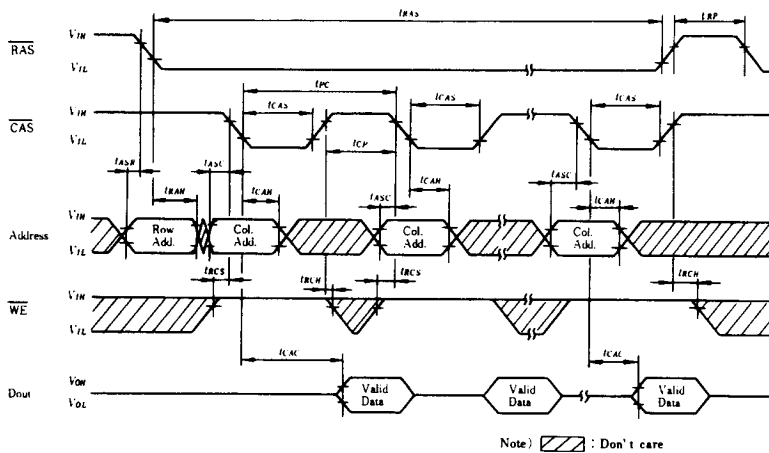 tRAS
tRP
RAS
VIH
VIL
tPC
tCAS
tCAS
tCAS
CAS
VIH
VIL
tASR
tRAH
tASC
tCAH
tCP
tASC
tCAH
tASC
tCAH
Address
VIH
VIL
Row
Add.
Col.
Add.
Col.
Add.
Col.
Add.
tRCS
tRCH
tRCS
tRCH
WE
VIH
VIL
tCAC
tCAC
Dout
VOH
VOL
Valid
Data
Valid
Data
Valid
Data
Note) : Don't care